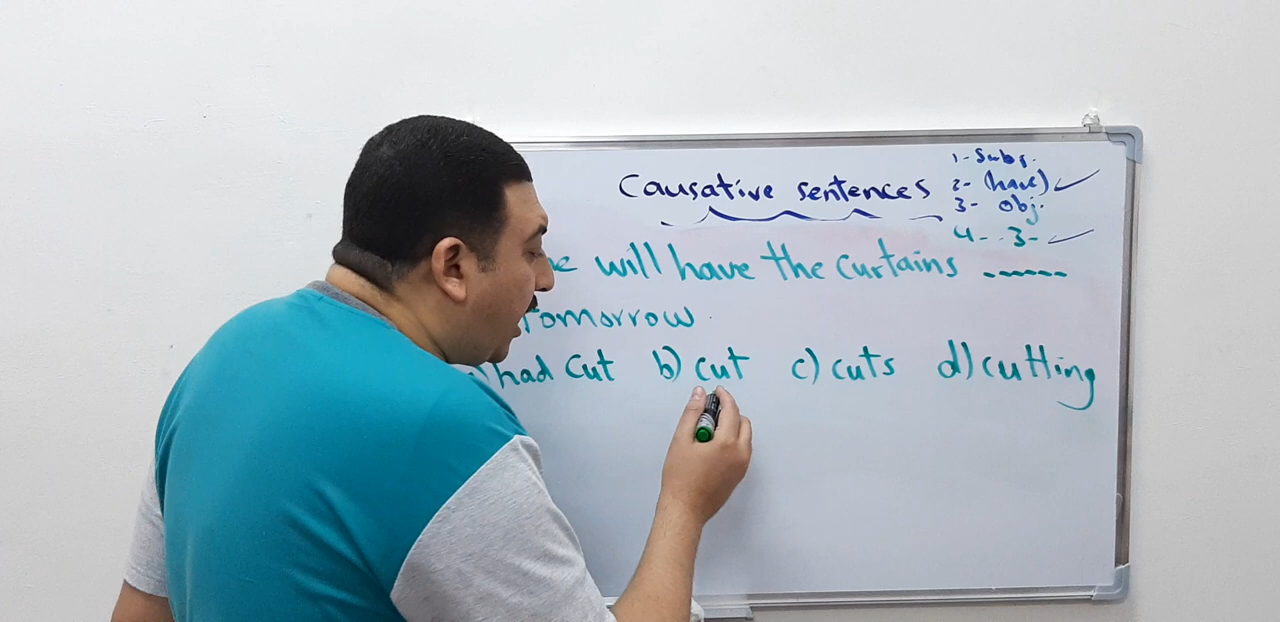 Causative sentences
1- Subj.
2- (have) ✓
3- obj.
4- 3- ✓
will have the curtains ------
tomorrow.
had cut b) cut c) cuts d) cutting